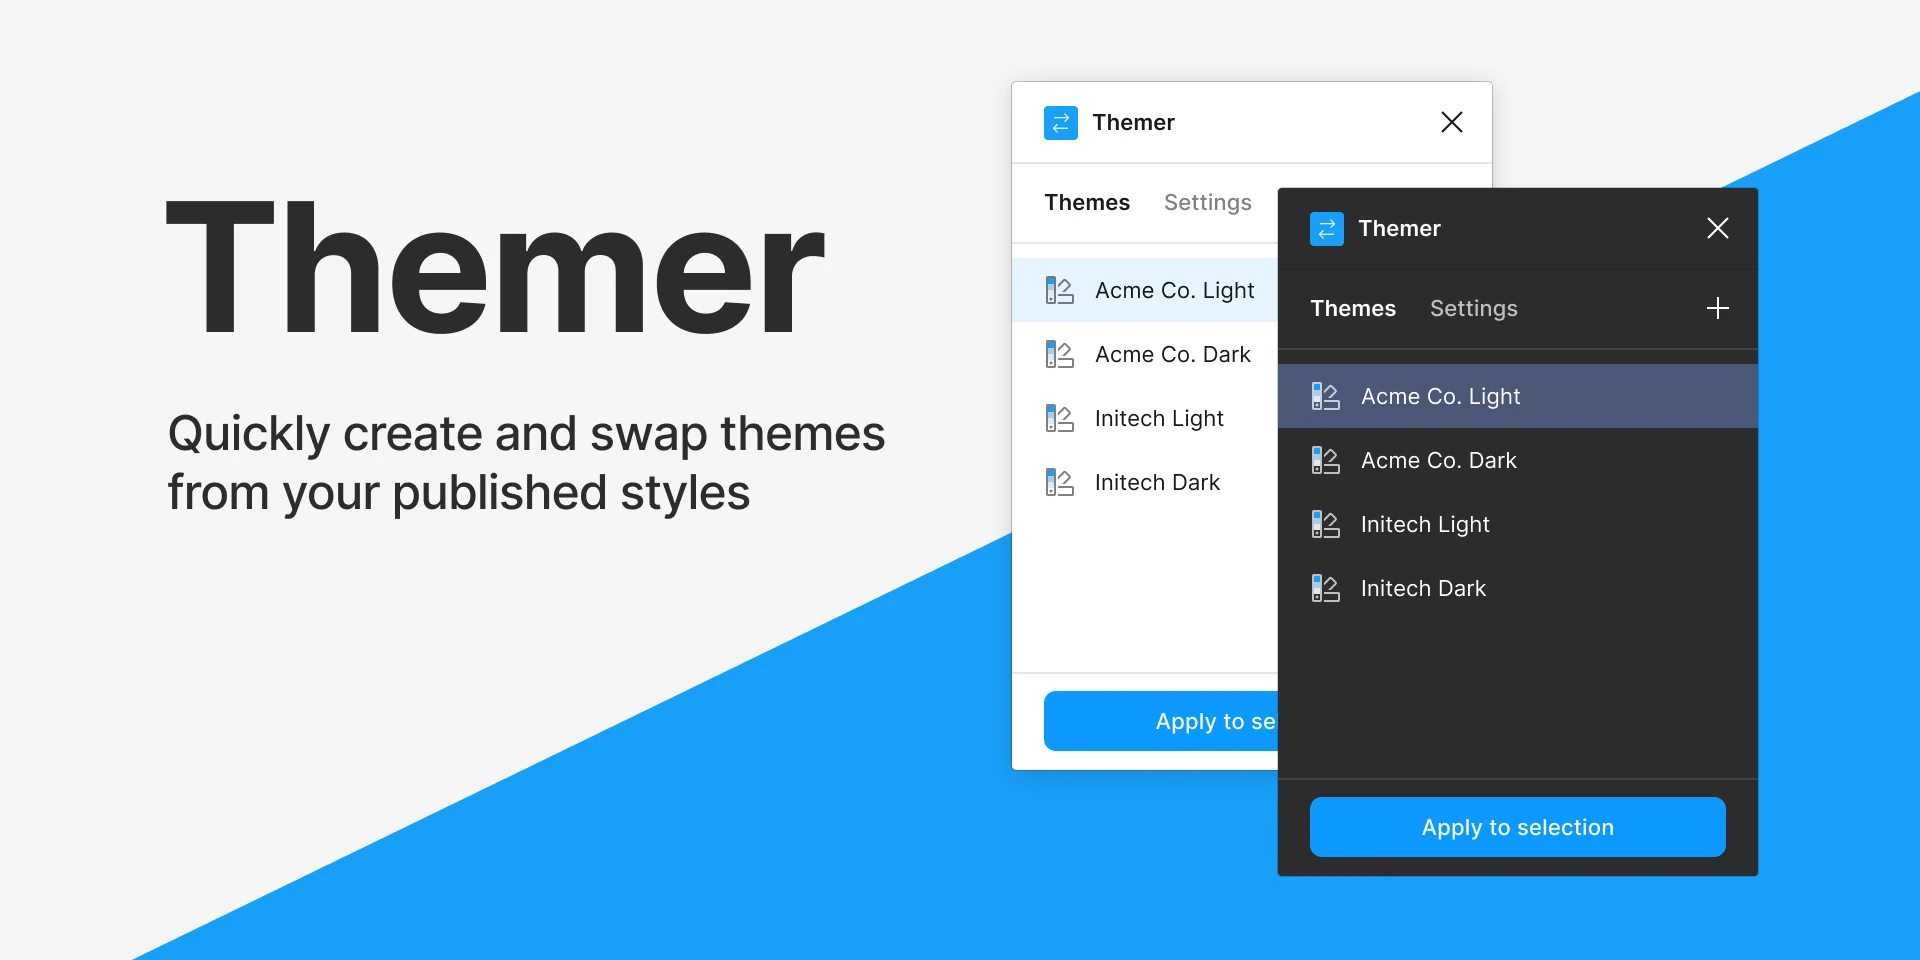 Themer
Quickly create and swap themes
from your published styles
Themer
Themes Settings
Acme Co. Light
Acme Co. Dark
Initech Light
Initech Dark
Apply to se
Themer
Themes Settings
Acme Co. Light
Acme Co. Dark
Initech Light
Initech Dark
Apply to selection